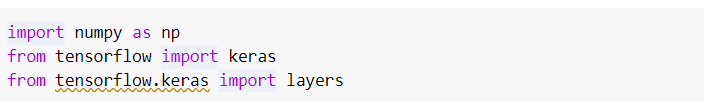 import numpy as np
from tensorflow import keras
from tensorflow.keras import layers